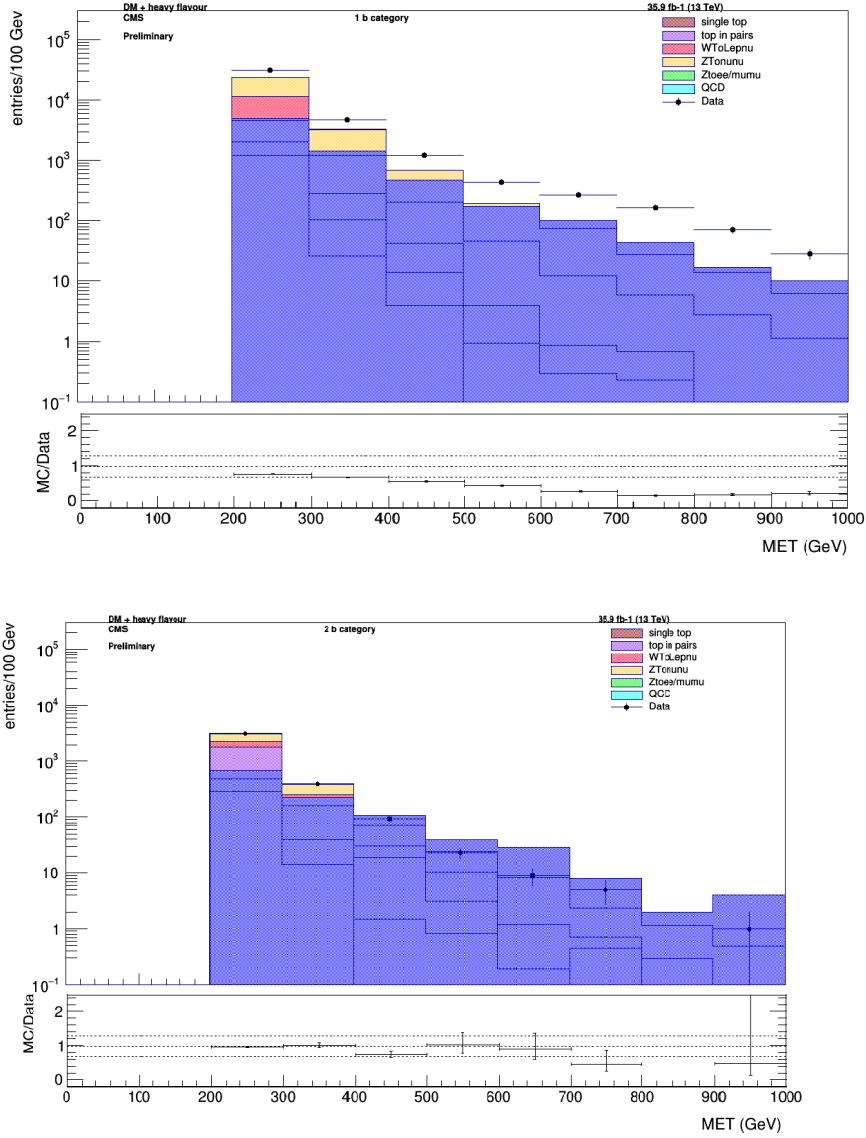 DM + heavy flavour 35.9 fb-1 (13 TeV)
CMS 1 b category
Preliminary
single top
top in pairs
WToLepnu
ZTonunu
Ztoee/mumu
QCD
Data
entries/100 Gev
10^5
10^4
10^3
10^2
10
1
10^-1
MC/Data
2
1
0
0 100 200 300 400 500 600 700 800 900 1000
MET (GeV)
DM + heavy flavour 35.9 fb-1 (13 TeV)
CMS 2 b category
Preliminary
single top
top in pairs
WToLepnu
ZTonunu
Ztoee/mumu
QCD
Data
entries/100 Gev
10^5
10^4
10^3
10^2
10
1
10^-1
MC/Data
2
1
0
0 100 200 300 400 500 600 700 800 900 1000
MET (GeV)